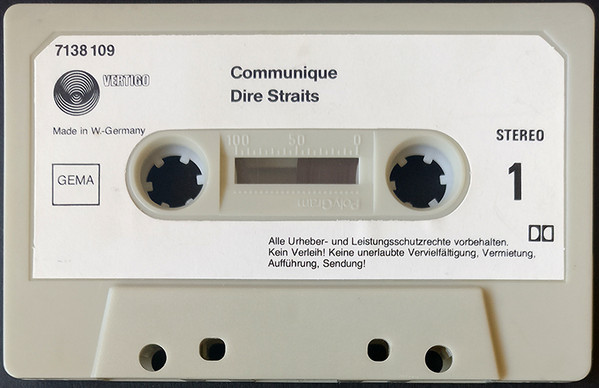 7138 109
VERTIGO
Communique
Dire Straits
Made in W.-Germany
STEREO
GEMA
1
100 50 0
PolyGram
Alle Urheber- und Leistungsschutzrechte vorbehalten.
Kein Verleih! Keine unerlaubte Vervielfältigung, Vermietung,
Aufführung, Sendung!